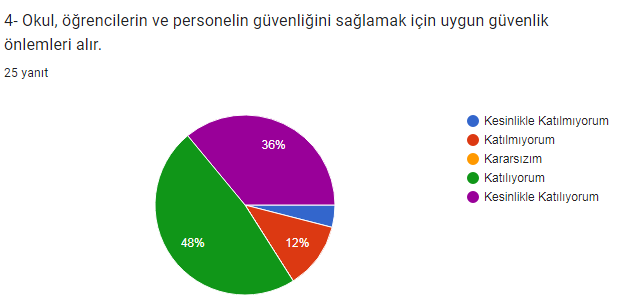 4- Okul, öğrencilerin ve personelin güvenliğini sağlamak için uygun güvenlik
önlemleri alır.
25 yanıt
36%
48%
12%
Kesinlikle Katılmıyorum
Katılmıyorum
Kararsızım
Katılıyorum
Kesinlikle Katılıyorum